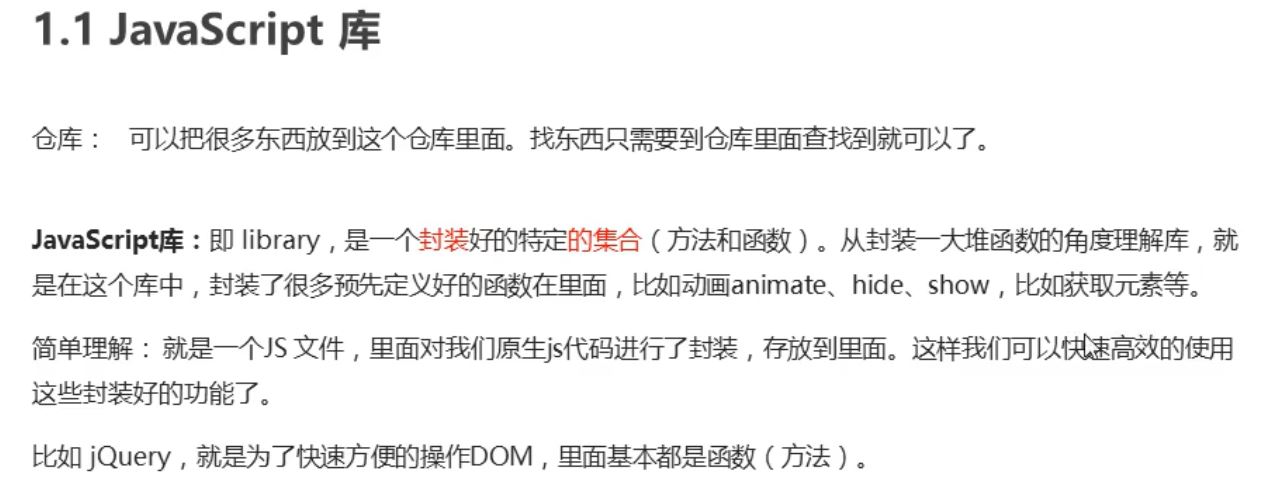 1.1 JavaScript 库
仓库： 可以把很多东西放到这个仓库里面。找东西只需要到仓库里面查找到就可以了。
JavaScript库：即 library，是一个封装好的特定的集合（方法和函数）。从封装一大堆函数的角度理解库，就
是在这个库中，封装了很多预先定义好的函数在里面，比如动画animate、hide、show，比如获取元素等。
简单理解： 就是一个JS 文件，里面对我们原生js代码进行了封装，存放到里面。这样我们可以快速高效的使用
这些封装好的功能了。
比如 jQuery，就是为了快速方便的操作DOM，里面基本都是函数（方法）。